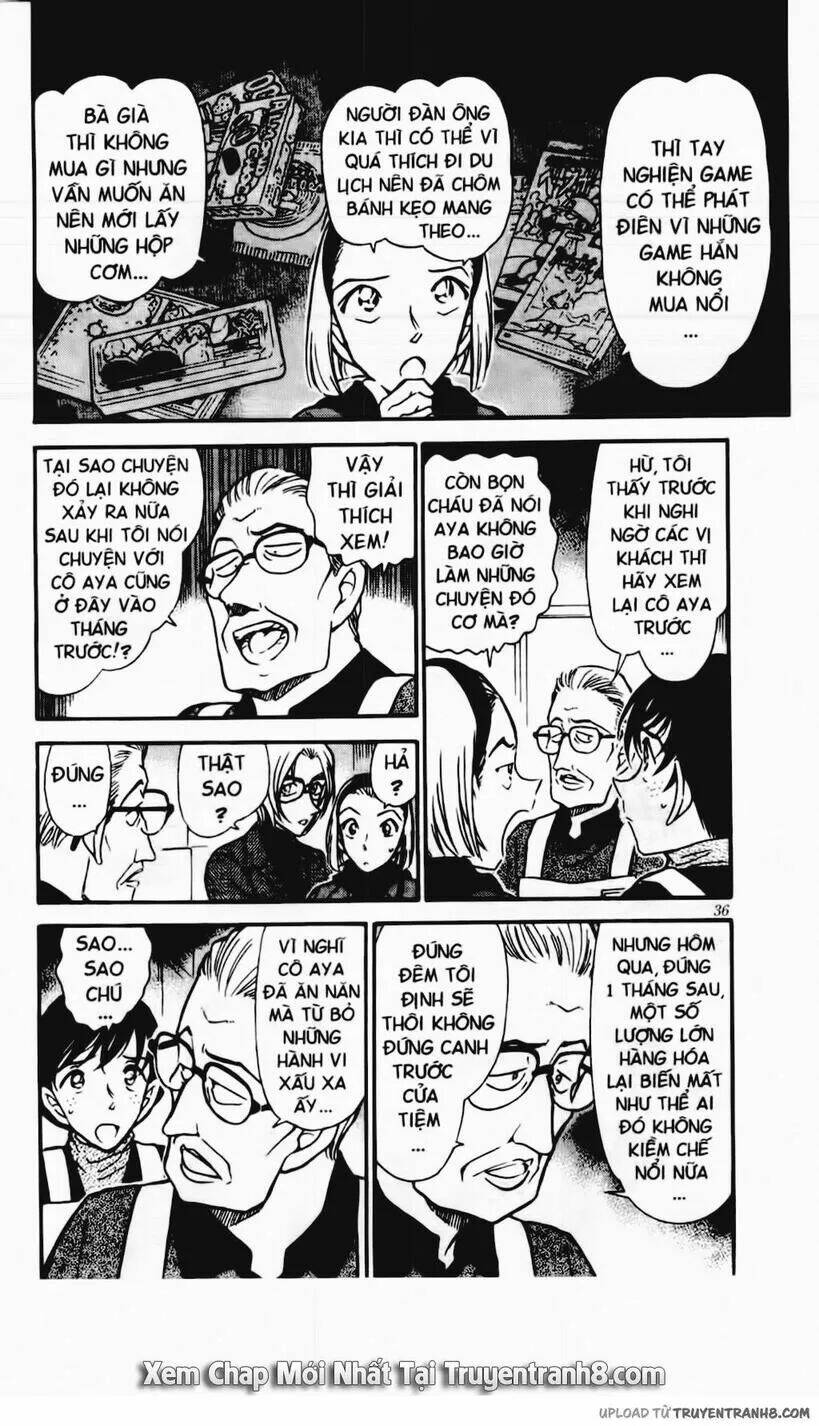 THÌ TAY
NGHIỆN GAME
CÓ THỂ PHÁT
ĐIÊN VÌ NHỮNG
GAME HẮN
KHÔNG
MUA NỔI
...
NGƯỜI ĐÀN ÔNG
KIA THÌ CÓ THỂ VÌ
QUÁ THÍCH ĐI DU
LỊCH NÊN ĐÃ CHÔM
BÁNH KẸO MANG
THEO...
BÀ GIÀ
THÌ KHÔNG
MUA GÌ NHƯNG
VẪN MUỐN ĂN
NÊN MỚI LẤY
NHỮNG HỘP
CƠM...
HỪ, TÔI
THẤY TRƯỚC
KHI NGHI
NGỜ CÁC VỊ
KHÁCH THÌ
HÃY XEM
LẠI CÔ AYA
TRƯỚC
...
CÒN BỌN
CHÁU ĐÃ NÓI
AYA KHÔNG
BAO GIỜ
LÀM NHỮNG
CHUYỆN ĐÓ
CƠ MÀ?
VẬY
THÌ GIẢI
THÍCH
XEM!
TẠI SAO CHUYỆN
ĐÓ LẠI KHÔNG
XẢY RA NỮA
SAU KHI TÔI NÓI
CHUYỆN VỚI
CÔ AYA CŨNG
Ở ĐÂY VÀO
THÁNG
TRƯỚC!?
HẢ
?
THẬT
SAO
?
ĐÚNG
...
36
NHƯNG HÔM
QUA, ĐÚNG
1 THÁNG SAU,
MỘT SỐ
LƯỢNG LỚN
HÀNG HÓA
LẠI BIẾN MẤT
NHƯ THỂ AI
ĐÓ KHÔNG
KIỀM CHẾ
NỔI NỮA
...
ĐÚNG
ĐÊM TÔI
ĐỊNH SẼ
THÔI KHÔNG
ĐỨNG CANH
TRƯỚC
CỬA
TIỆM
...
VÌ NGHĨ
CÔ AYA
ĐÃ ĂN NĂN
MÀ TỪ BỎ
NHỮNG
HÀNH VI
XẤU XA
ẤY...
SAO...
SAO
CHÚ
...
Xem Chap Mới Nhất Tại Truyentranh8.com
UPLOAD TỪ TRUYENTRANH8.COM